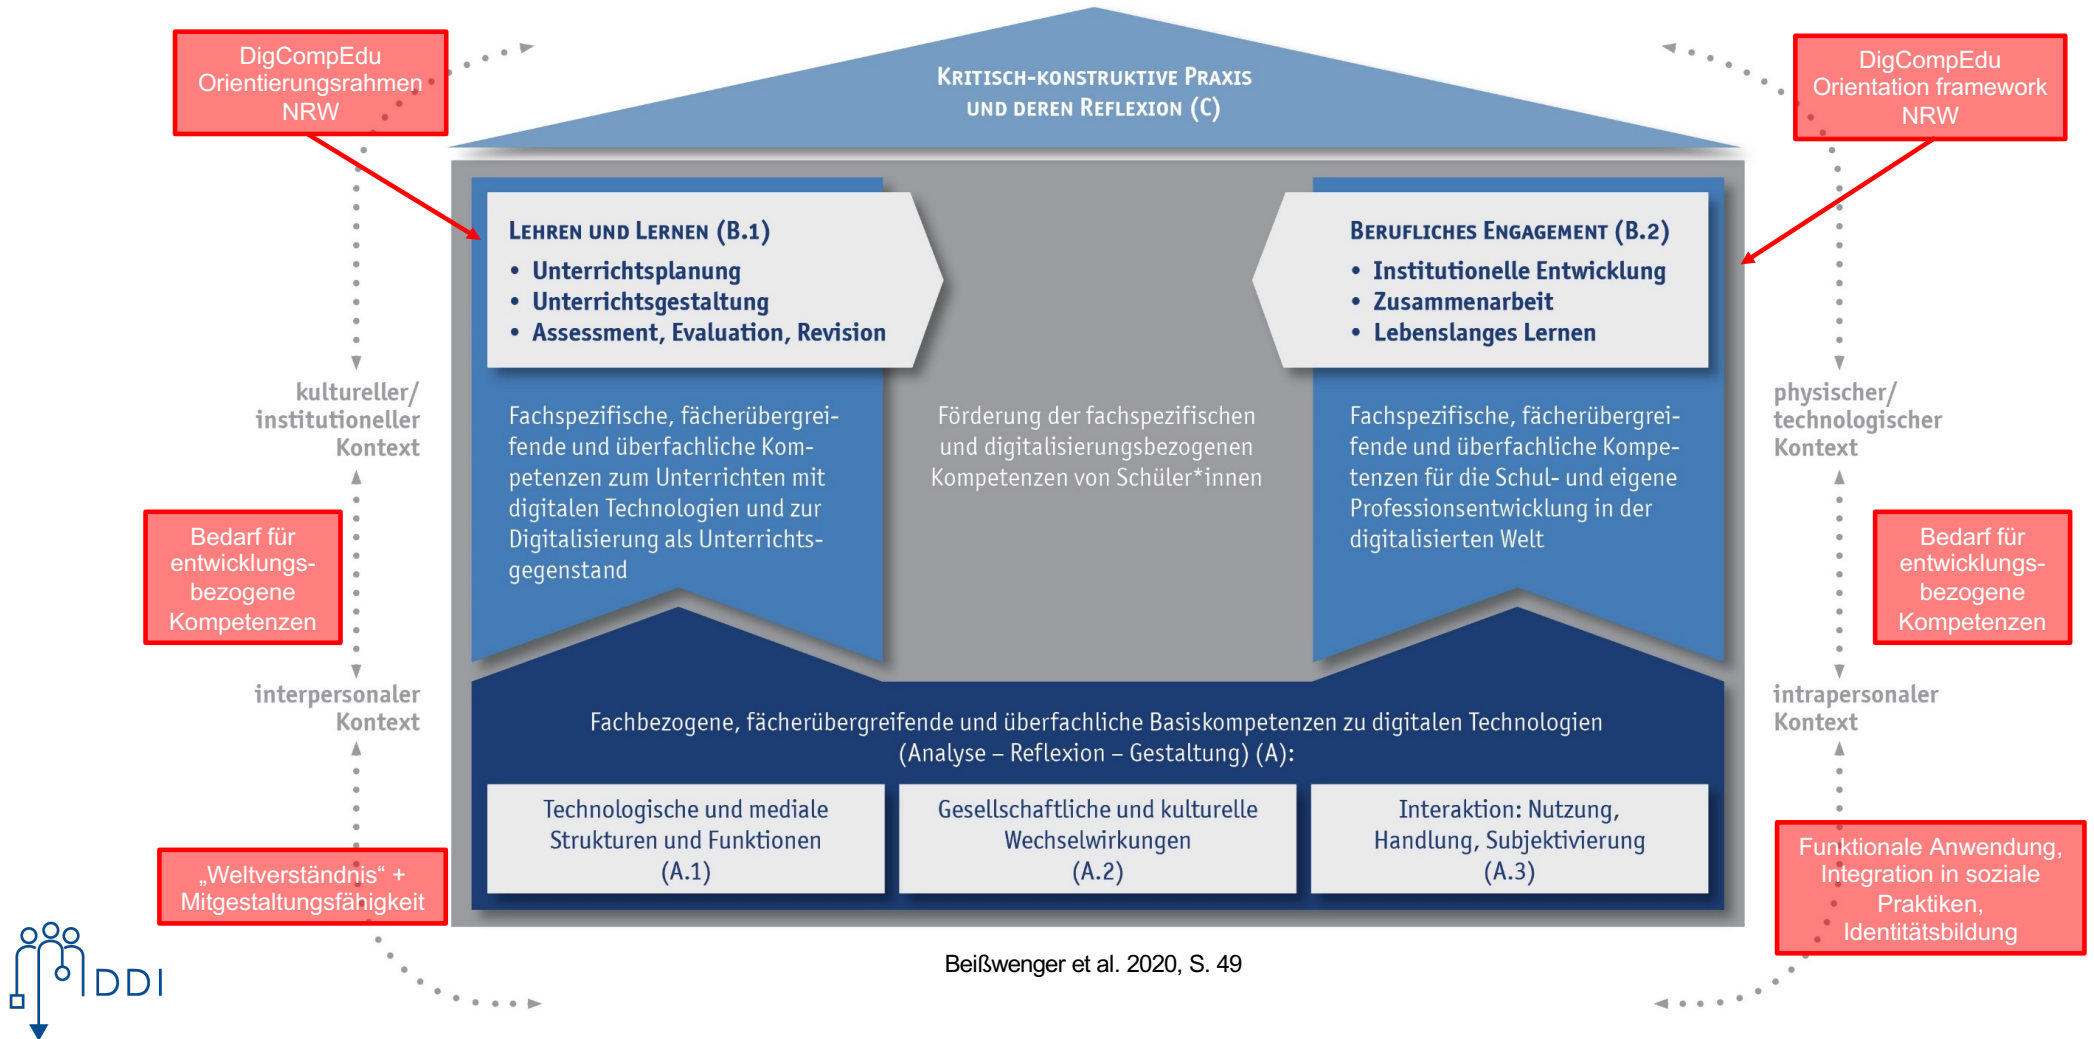 DigCompEdu
Orientierungsrahmen
NRW
KRITISCH-KONSTRUKTIVE PRAXIS
UND DEREN REFLEXION (C)
DigCompEdu
Orientation framework
NRW
LEHREN UND LERNEN (B.1)
• Unterrichtsplanung
• Unterrichtsgestaltung
• Assessment, Evaluation, Revision
BERUFLICHES ENGAGEMENT (B.2)
• Institutionelle Entwicklung
• Zusammenarbeit
• Lebenslanges Lernen
kultureller/
institutioneller
Kontext
Fachspezifische, fächerübergrei-
fende und überfachliche Kom-
petenzen zum Unterrichten mit
digitalen Technologien und zur
Digitalisierung als Unterrichts-
gegenstand
Förderung der fachspezifischen
und digitalisierungsbezogenen
Kompetenzen von Schüler*innen
Fachspezifische, fächerübergrei-
fende und überfachliche Kompe-
tenzen für die Schul- und eigene
Professionsentwicklung in der
digitalisierten Welt
physischer/
technologischer
Kontext
Bedarf für
entwicklungs-
bezogene
Kompetenzen
Bedarf für
entwicklungs-
bezogene
Kompetenzen
interpersonaler
Kontext
intrapersonaler
Kontext
Fachbezogene, fächerübergreifende und überfachliche Basiskompetenzen zu digitalen Technologien
(Analyse – Reflexion – Gestaltung) (A):
Technologische und mediale
Strukturen und Funktionen
(A.1)
Gesellschaftliche und kulturelle
Wechselwirkungen
(A.2)
Interaktion: Nutzung,
Handlung, Subjektivierung
(A.3)
„Weltverständnis“ +
Mitgestaltungsfähigkeit
Funktionale Anwendung,
Integration in soziale
Praktiken,
Identitätsbildung
Beißwenger et al. 2020, S. 49
DDI